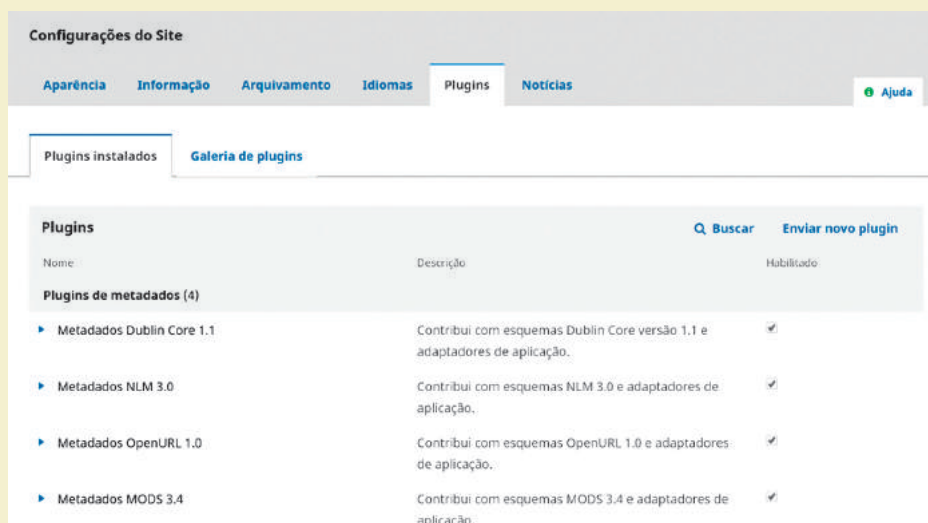 Configurações do Site
Aparência Informação Arquivamento Idiomas Plugins Notícias
Ajuda
Plugins instalados Galeria de plugins
Plugins Buscar Enviar novo plugin
Nome Descrição Habilitado
Plugins de metadados (4)
Metadados Dublin Core 1.1 Contribui com esquemas Dublin Core versão 1.1 e
adaptadores de aplicação.
Metadados NLM 3.0 Contribui com esquemas NLM 3.0 e adaptadores de
aplicação.
Metadados OpenURL 1.0 Contribui com esquemas OpenURL 1.0 e adaptadores
de aplicação.
Metadados MODS 3.4 Contribui com esquemas MODS 3.4 e adaptadores de
aplicação.